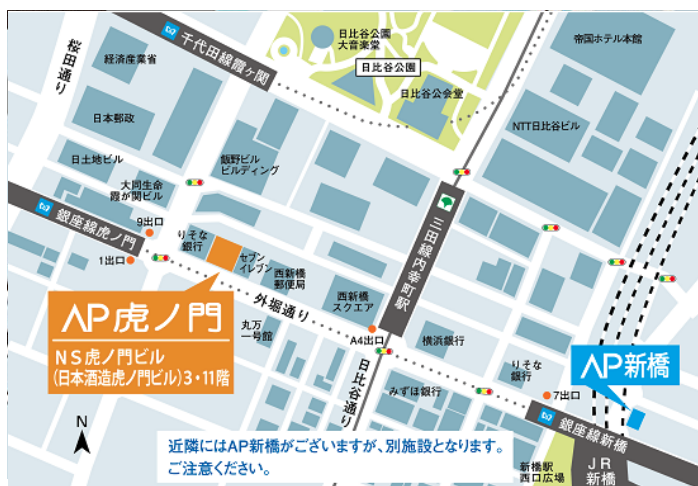 桜田通り
経済産業省
千代田線霞ヶ関
日比谷公園
大音楽堂
日比谷公園
日比谷公会堂
帝国ホテル本館
NTT日比谷ビル
日本郵政
日土地ビル
飯野ビル
ビルディング
大同生命
霞が関ビル
銀座線虎ノ門
9出口
1出口
りそな
銀行
セブン
イレブン
西新橋
郵便局
西新橋
スクエア
三田線内幸町駅
外堀通り
丸万
一号館
A4出口
横浜銀行
日比谷通り
みずほ銀行
りそな
銀行
7出口
AP虎ノ門
NS虎ノ門ビル
(日本酒造虎ノ門ビル)3・11階
AP新橋
銀座線新橋
新橋駅
西口広場
JR
新橋
N
近隣にはAP新橋がございますが、別施設となります。
ご注意ください。